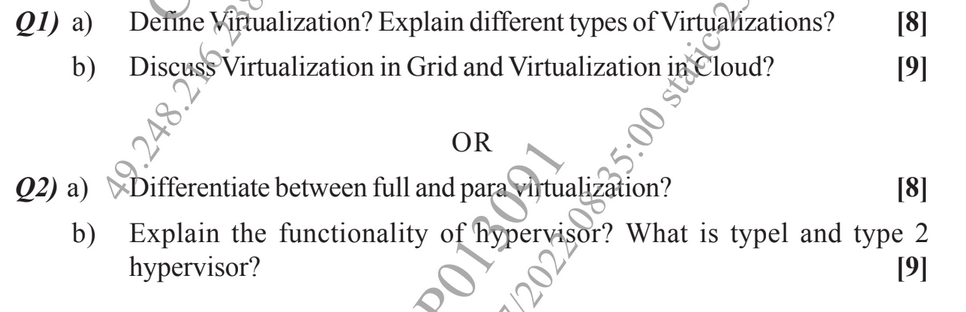 Q1) a) Define Virtualization? Explain different types of Virtualizations? [8]
b) Discuss Virtualization in Grid and Virtualization in Cloud? [9]
OR
Q2) a) Differentiate between full and para virtualization? [8]
b) Explain the functionality of hypervisor? What is typel and type 2
hypervisor? [9]
49.248.216.238
P013091
/2022 08:35:00 static-2